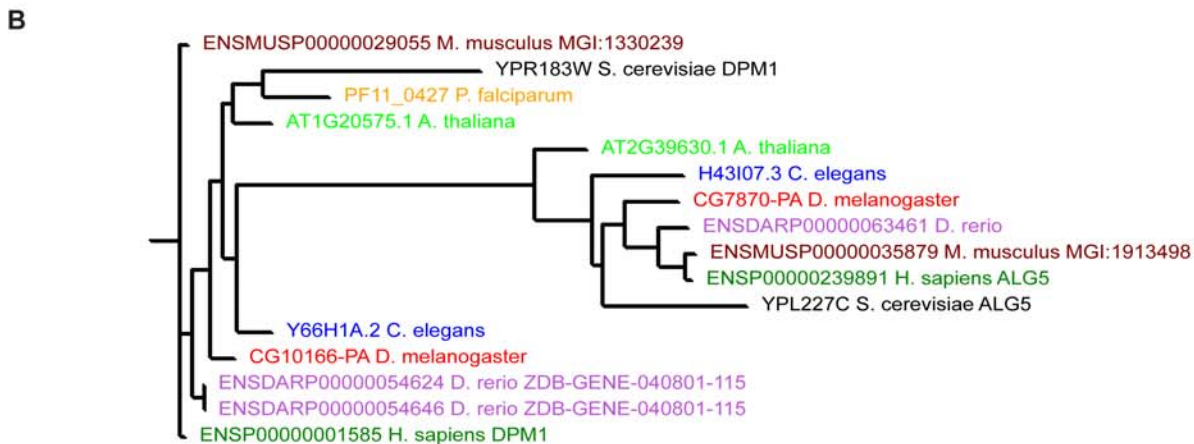 B
ENSMUSP00000029055 M. musculus MGI:1330239
YPR183W S. cerevisiae DPM1
PF11_0427 P. falciparum
AT1G20575.1 A. thaliana
AT2G39630.1 A. thaliana
H43I07.3 C. elegans
CG7870-PA D. melanogaster
ENSDARP00000063461 D. rerio
ENSMUSP00000035879 M. musculus MGI:1913498
ENSP00000239891 H. sapiens ALG5
YPL227C S. cerevisiae ALG5
Y66H1A.2 C. elegans
CG10166-PA D. melanogaster
ENSDARP00000054624 D. rerio ZDB-GENE-040801-115
ENSDARP00000054646 D. rerio ZDB-GENE-040801-115
ENSP00000001585 H. sapiens DPM1